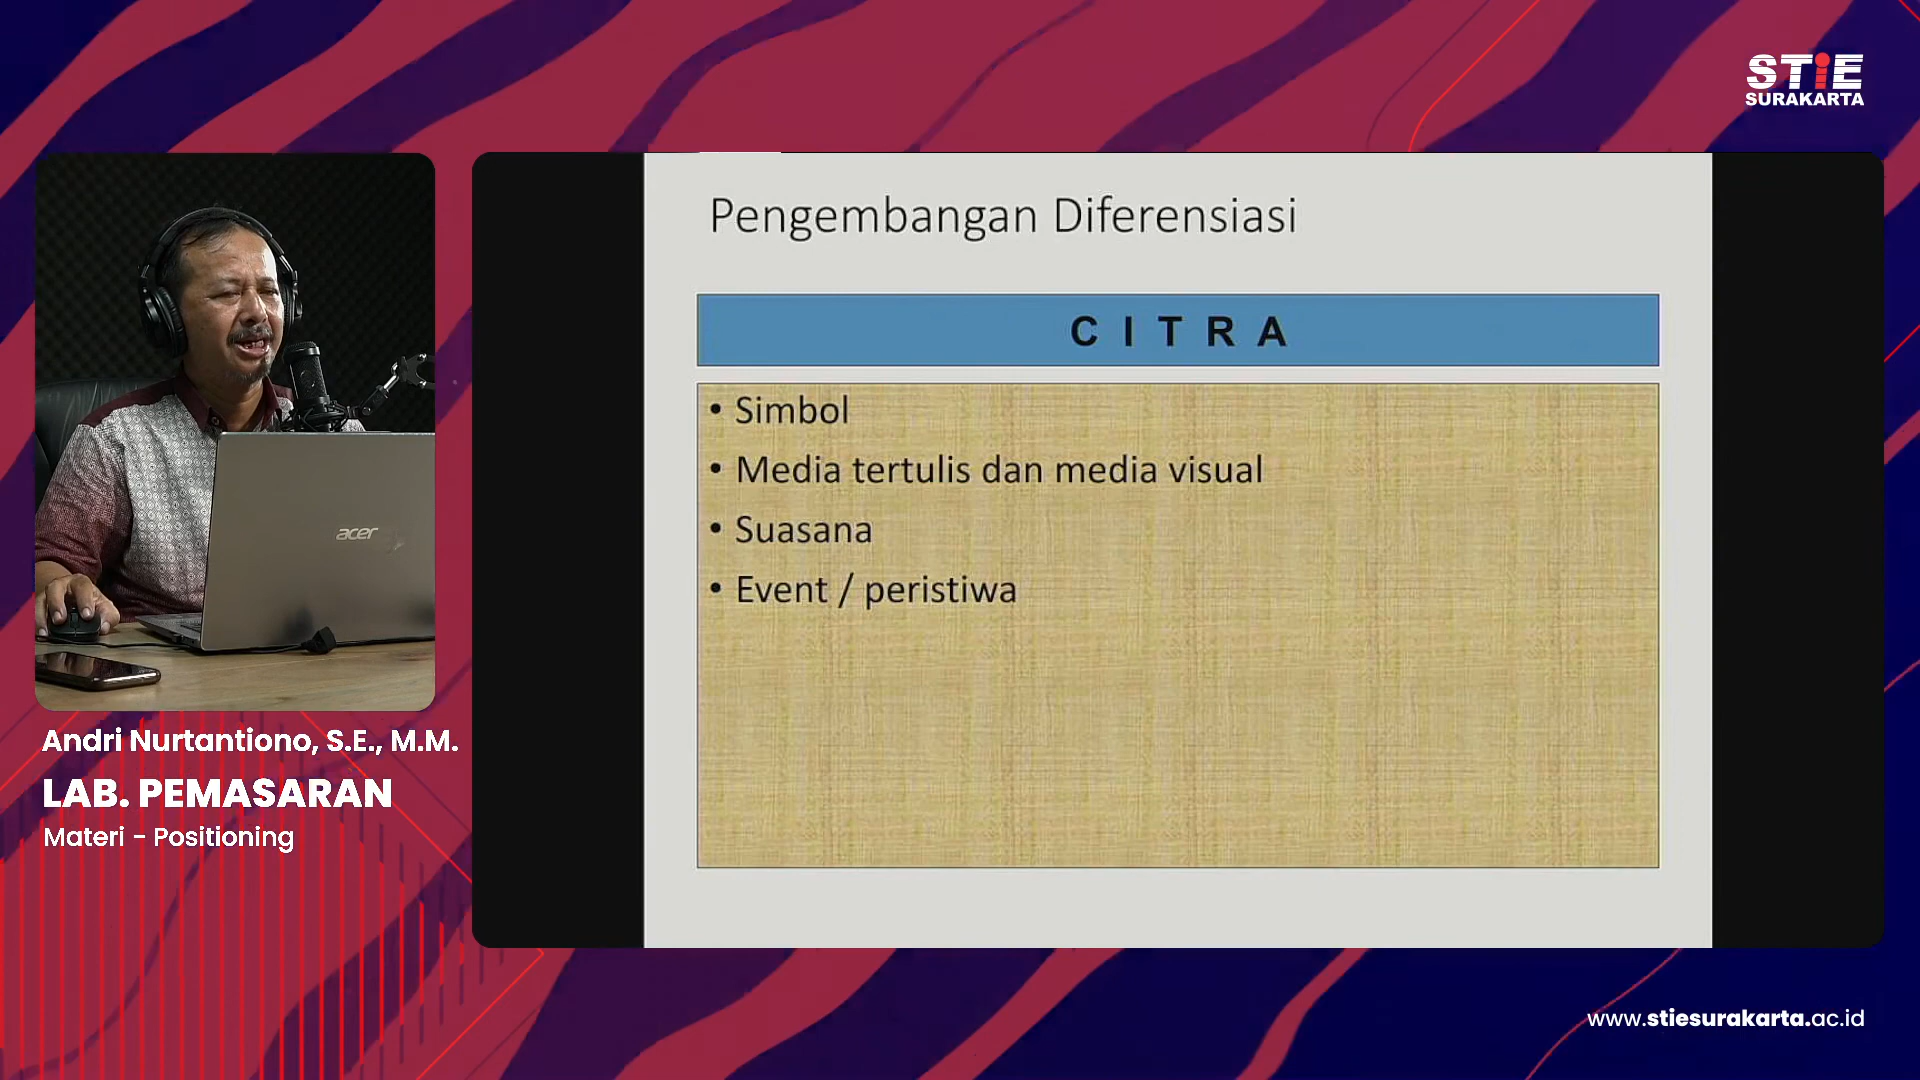 STiE
SURAKARTA
Pengembangan Diferensiasi
C I T R A
• Simbol
• Media tertulis dan media visual
• Suasana
• Event / peristiwa
acer
Andri Nurtantiono, S.E., M.M.
LAB. PEMASARAN
Materi - Positioning
www.stiesurakarta.ac.id